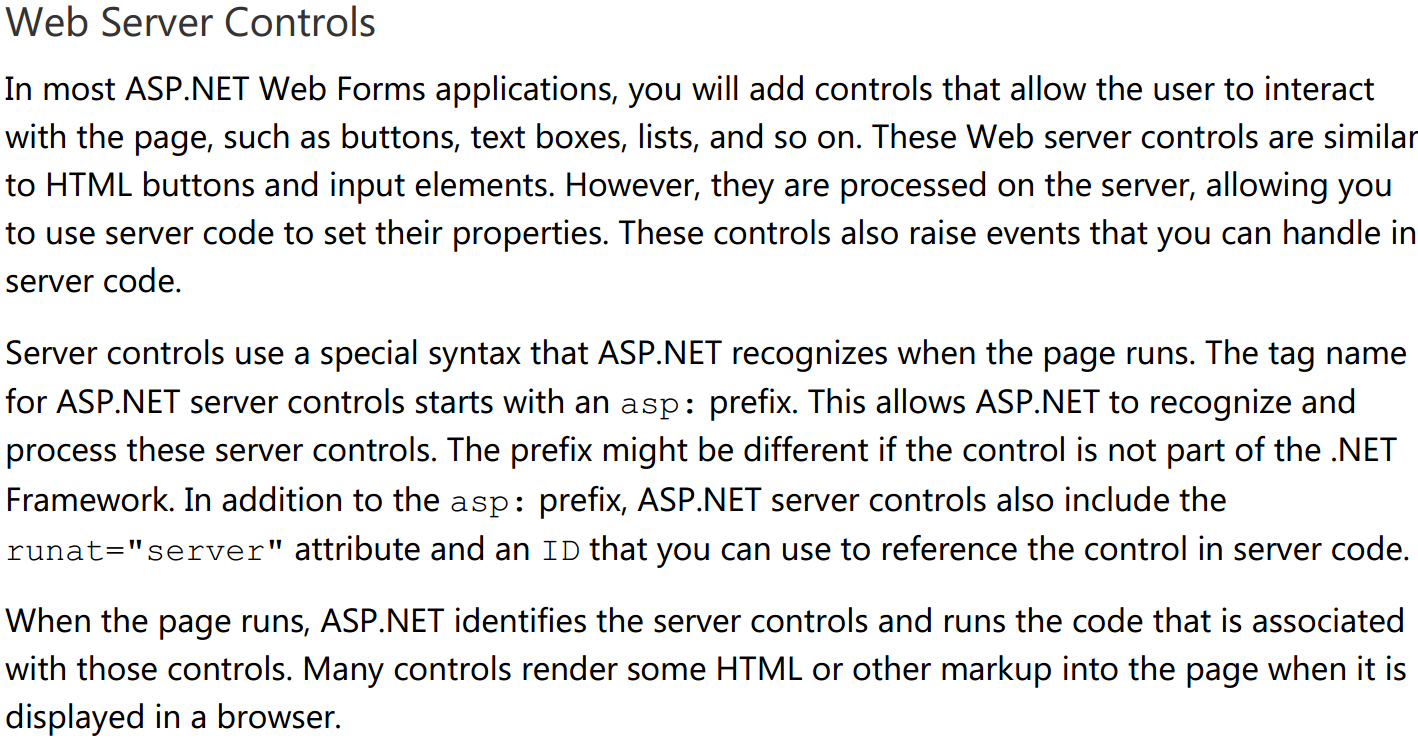 Web Server Controls
In most ASP.NET Web Forms applications, you will add controls that allow the user to interact
with the page, such as buttons, text boxes, lists, and so on. These Web server controls are similar
to HTML buttons and input elements. However, they are processed on the server, allowing you
to use server code to set their properties. These controls also raise events that you can handle in
server code.
Server controls use a special syntax that ASP.NET recognizes when the page runs. The tag name
for ASP.NET server controls starts with an asp: prefix. This allows ASP.NET to recognize and
process these server controls. The prefix might be different if the control is not part of the .NET
Framework. In addition to the asp: prefix, ASP.NET server controls also include the
runat="server" attribute and an ID that you can use to reference the control in server code.
When the page runs, ASP.NET identifies the server controls and runs the code that is associated
with those controls. Many controls render some HTML or other markup into the page when it is
displayed in a browser.